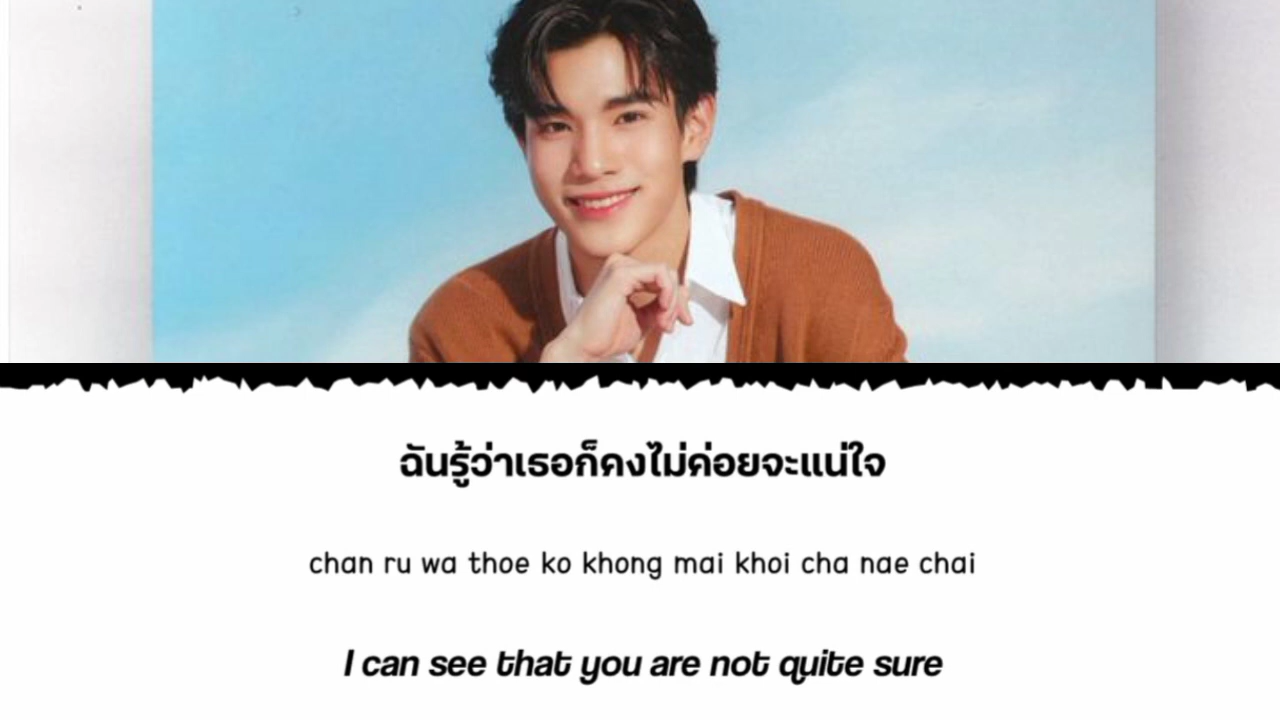 ฉันรู้ว่าเธอก็คงไม่ค่อยจะแน่ใจ
chan ru wa thoe ko khong mai khoi cha nae chai
I can see that you are not quite sure